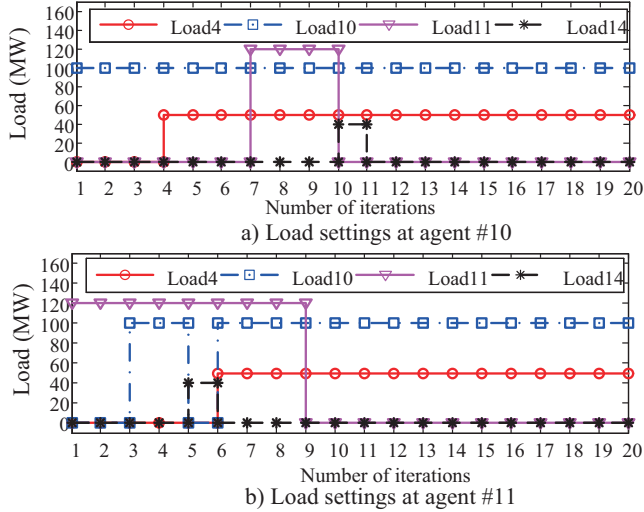 160
140
120
100
80
60
40
20
0
Load (MW)
Load4 Load10 Load11 Load14
1 2 3 4 5 6 7 8 9 10 11 12 13 14 15 16 17 18 19 20
Number of iterations
a) Load settings at agent #10
160
140
120
100
80
60
40
20
0
Load (MW)
Load4 Load10 Load11 Load14
1 2 3 4 5 6 7 8 9 10 11 12 13 14 15 16 17 18 19 20
Number of iterations
b) Load settings at agent #11